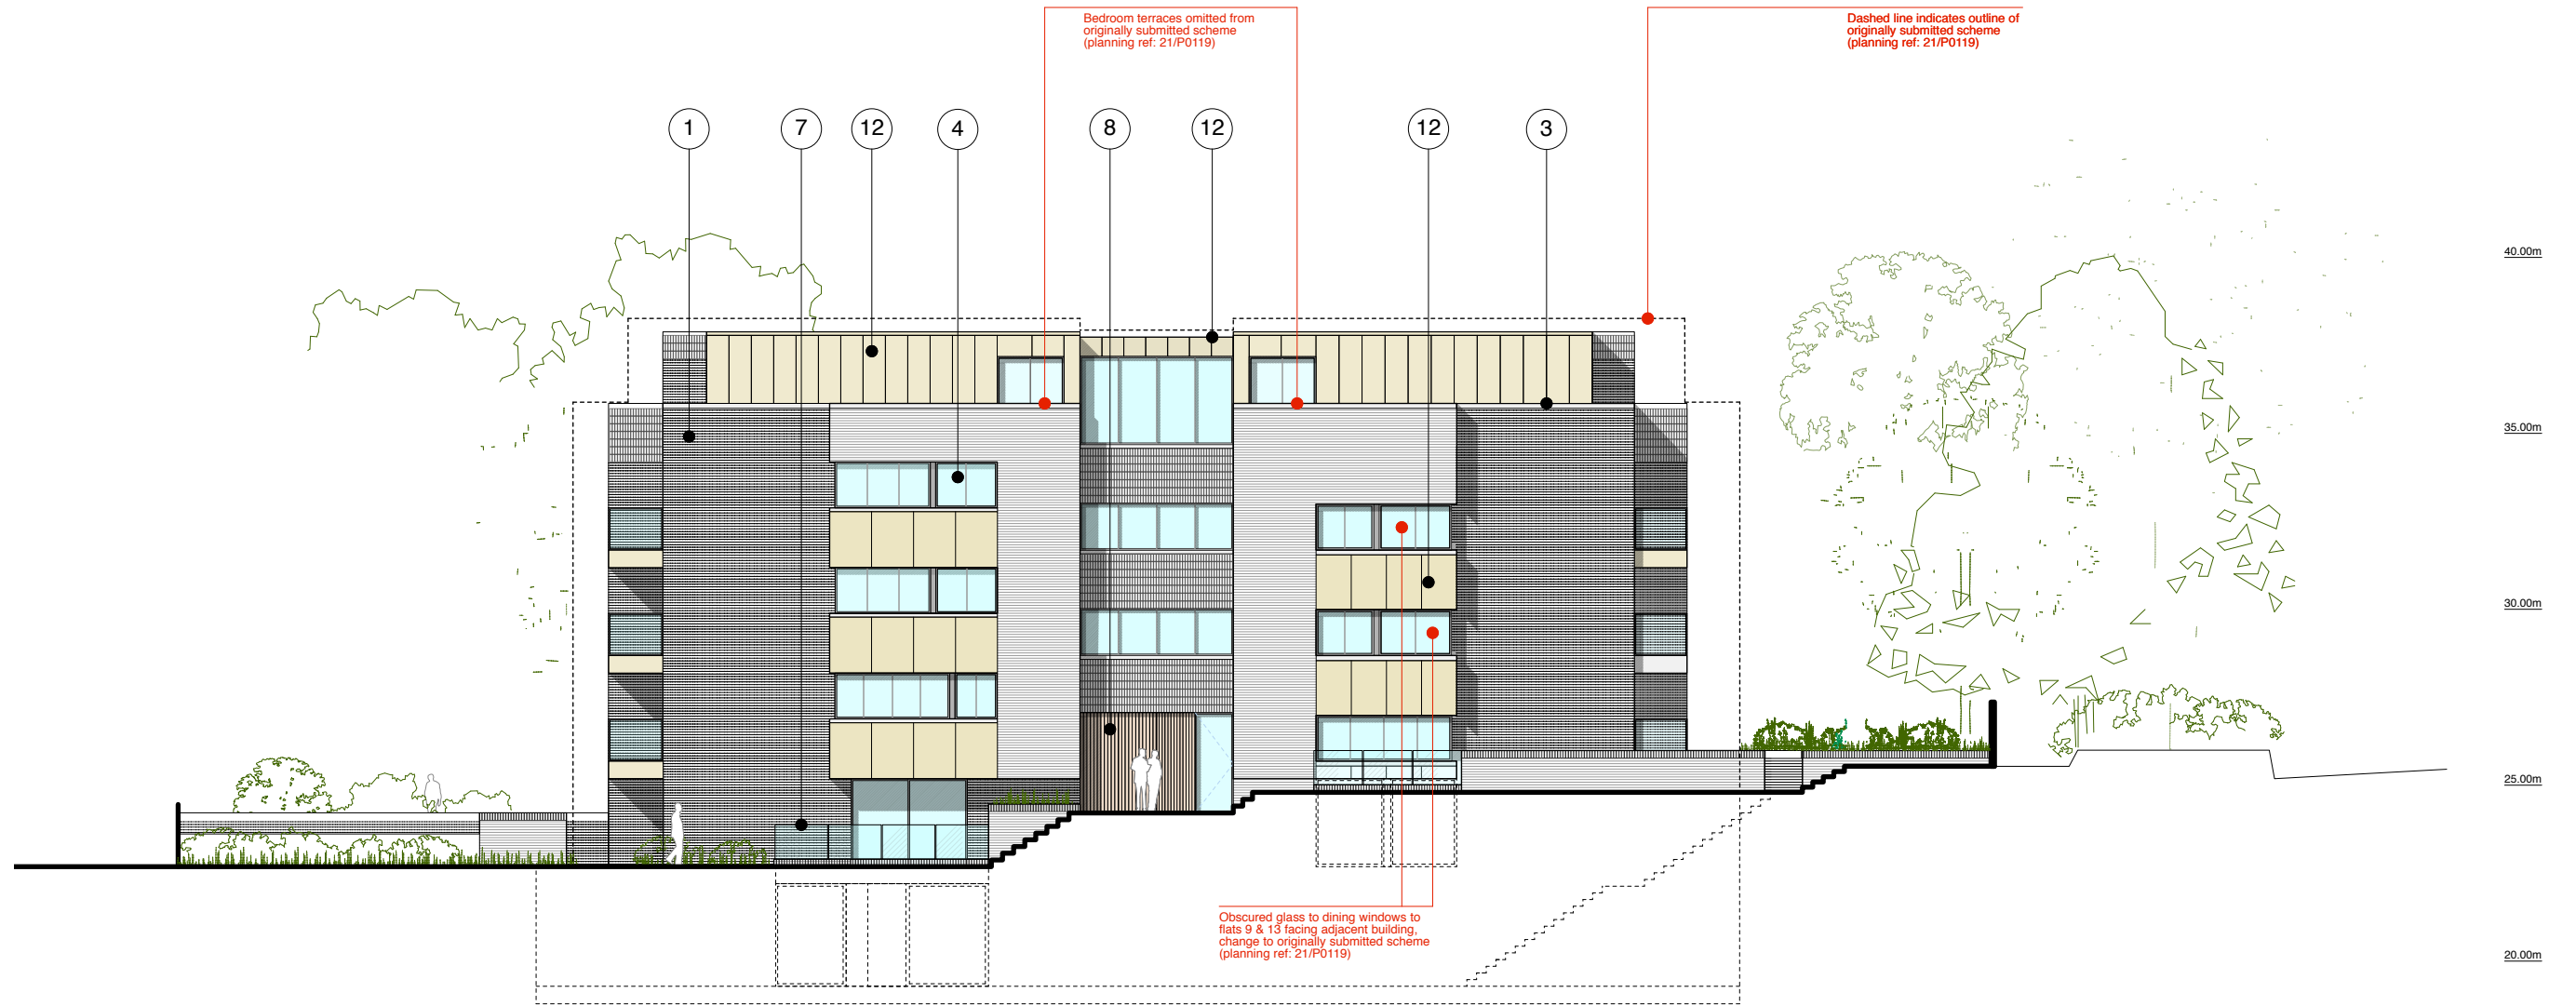 Bedroom terraces omitted from
originally submitted scheme
(planning ref: 21/P0119)
Dashed line indicates outline of
originally submitted scheme
(planning ref: 21/P0119)
1
7
12
4
8
12
12
3
40.00m
35.00m
30.00m
25.00m
20.00m
Obscured glass to dining windows to
flats 9 & 13 facing adjacent building,
change to originally submitted scheme
(planning ref: 21/P0119)